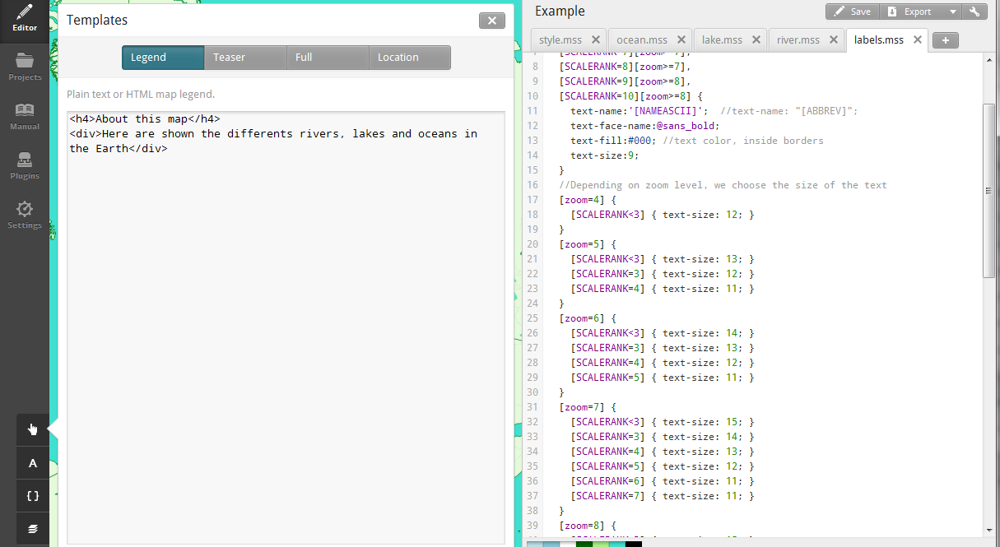 Editor
Projects
Manual
Plugins
Settings
A
{ }
Templates
Legend
Teaser
Full
Location
Plain text or HTML map legend.
<h4>About this map</h4>
<div>Here are shown the differents rivers, lakes and oceans in
the Earth</div>
Example
Save
Export
style.mss
ocean.mss
lake.mss
river.mss
labels.mss
+
8 [SCALERANK=8][zoom>=7],
9 [SCALERANK=9][zoom>=8],
10 [SCALERANK=10][zoom>=8] {
11 text-name:'[NAMEASCII]'; //text-name: "[ABBREV]";
12 text-face-name:@sans_bold;
13 text-fill:#000; //text color, inside borders
14 text-size:9;
15 }
16 //Depending on zoom level, we choose the size of the text
17 [zoom=4] {
18 [SCALERANK<3] { text-size: 12; }
19 }
20 [zoom=5] {
21 [SCALERANK<3] { text-size: 13; }
22 [SCALERANK=3] { text-size: 12; }
23 [SCALERANK=4] { text-size: 11; }
24 }
25 [zoom=6] {
26 [SCALERANK<3] { text-size: 14; }
27 [SCALERANK=3] { text-size: 13; }
28 [SCALERANK=4] { text-size: 12; }
29 [SCALERANK=5] { text-size: 11; }
30 }
31 [zoom=7] {
32 [SCALERANK<3] { text-size: 15; }
33 [SCALERANK=3] { text-size: 14; }
34 [SCALERANK=4] { text-size: 13; }
35 [SCALERANK=5] { text-size: 12; }
36 [SCALERANK=6] { text-size: 11; }
37 [SCALERANK=7] { text-size: 11; }
38 }
39 [zoom=8] {